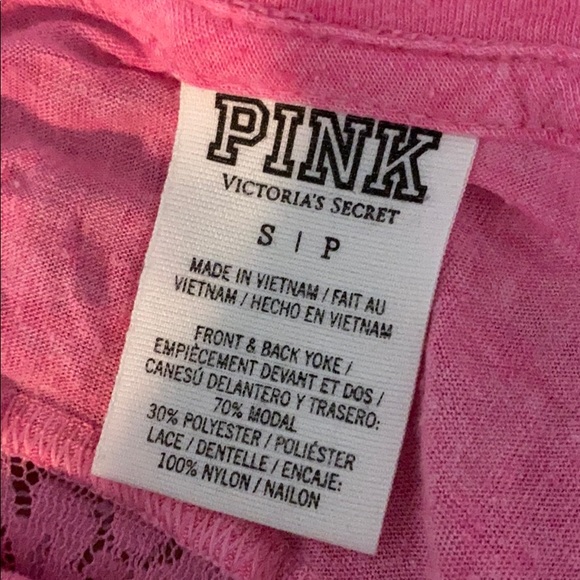 PINK
VICTORIA'S SECRET
S | P
MADE IN VIETNAM / FAIT AU
VIETNAM / HECHO EN VIETNAM
FRONT & BACK YOKE /
EMPIÈCEMENT DEVANT ET DOS /
CANESÚ DELANTERO Y TRASERO:
70% MODAL
30% POLYESTER / POLIÉSTER
LACE / DENTELLE / ENCAJE:
100% NYLON / NAILON